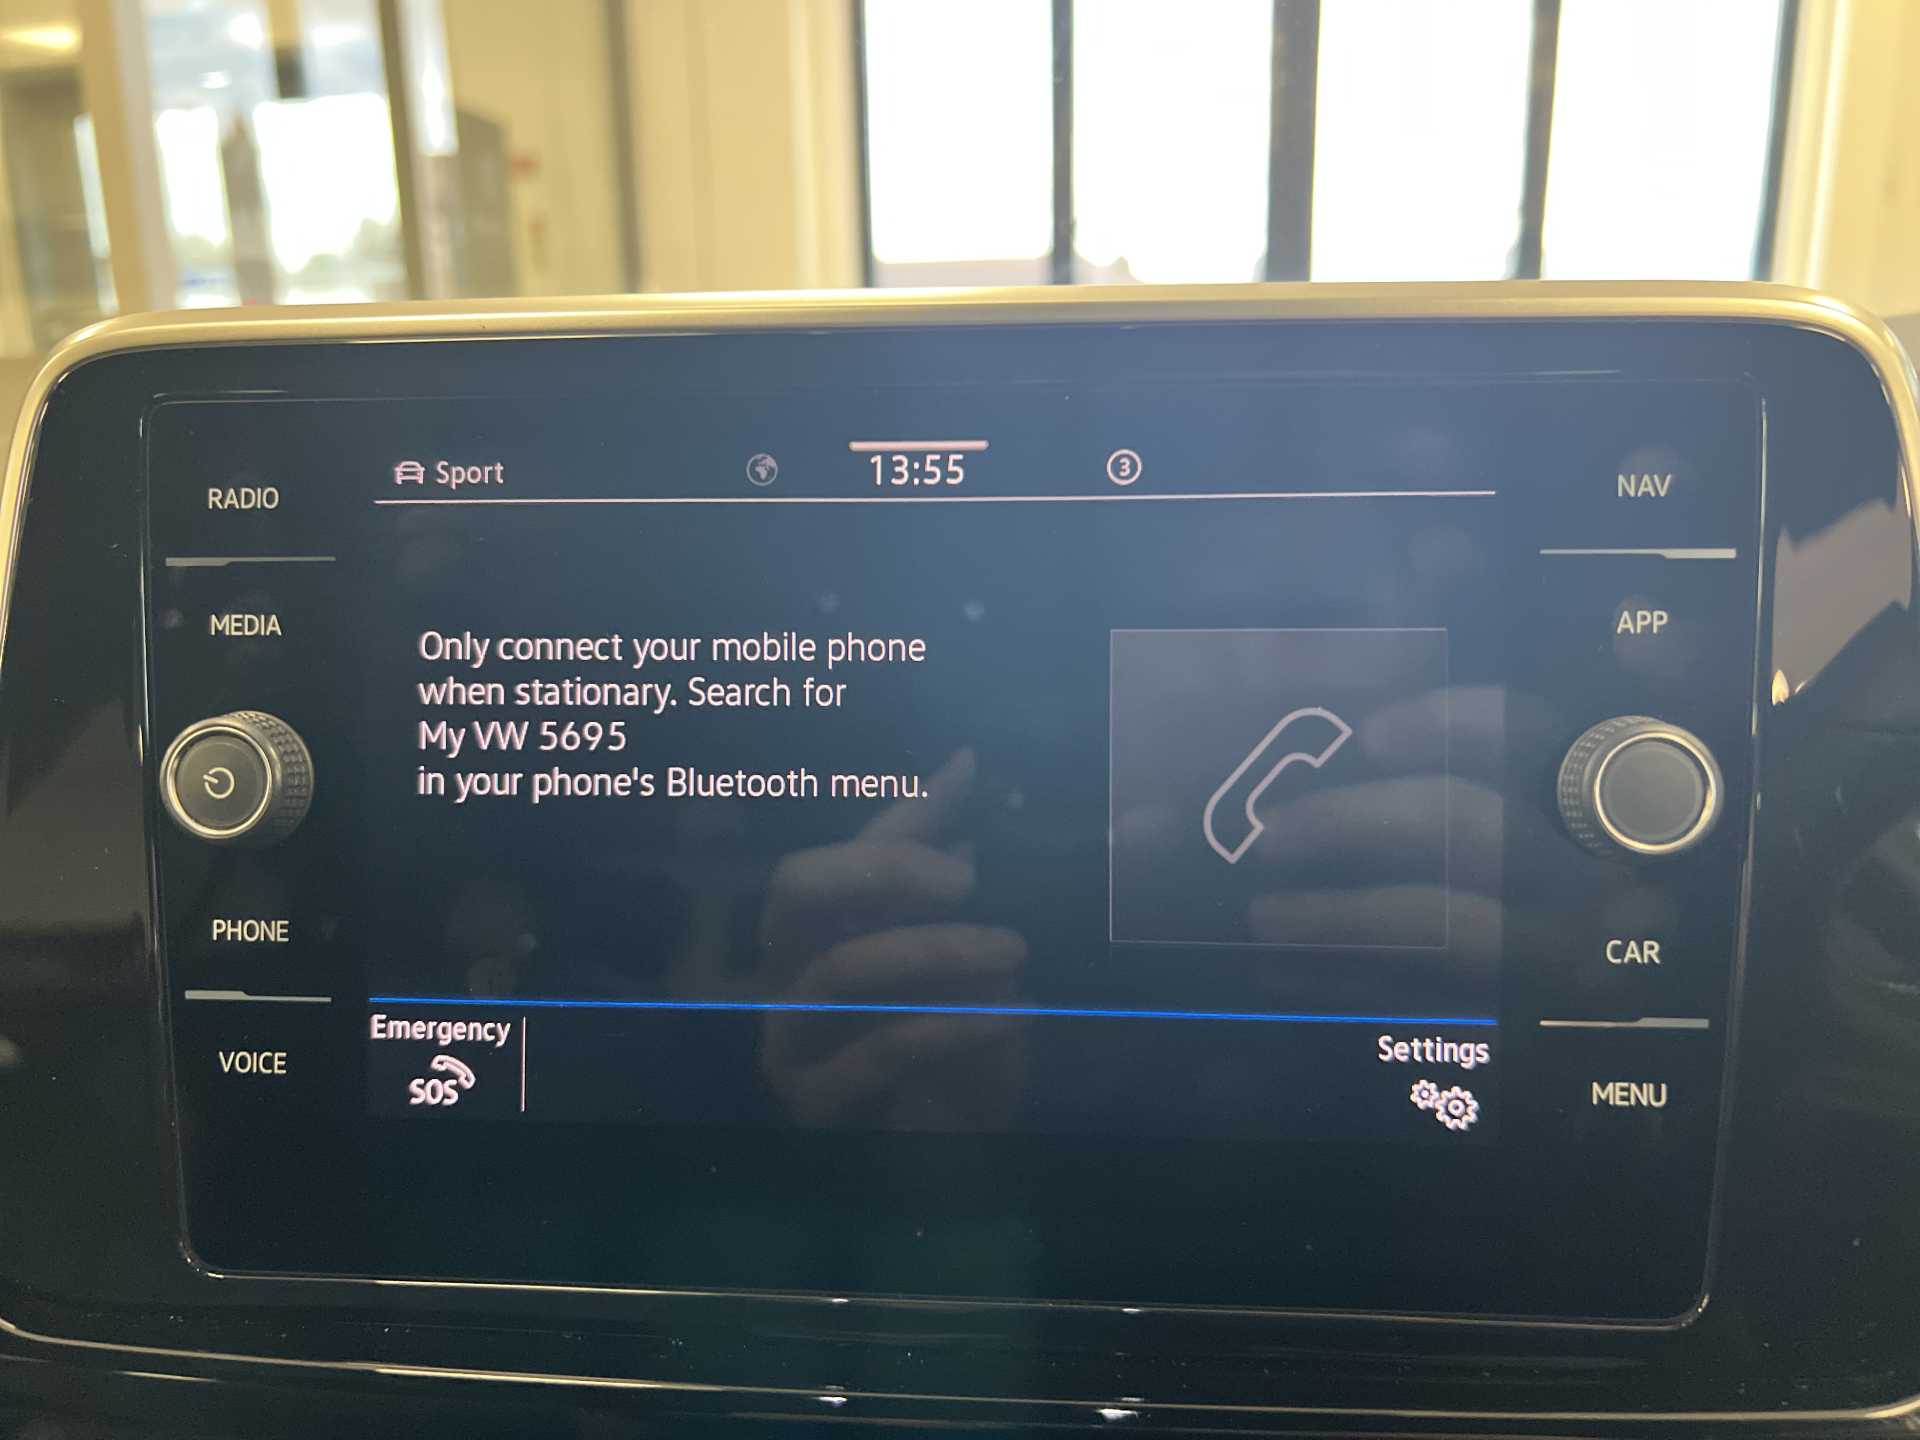 RADIO
MEDIA
PHONE
VOICE
Sport
13:55
3
Only connect your mobile phone
when stationary. Search for
My VW 5695
in your phone's Bluetooth menu.
Emergency
SOS
Settings
NAV
APP
CAR
MENU